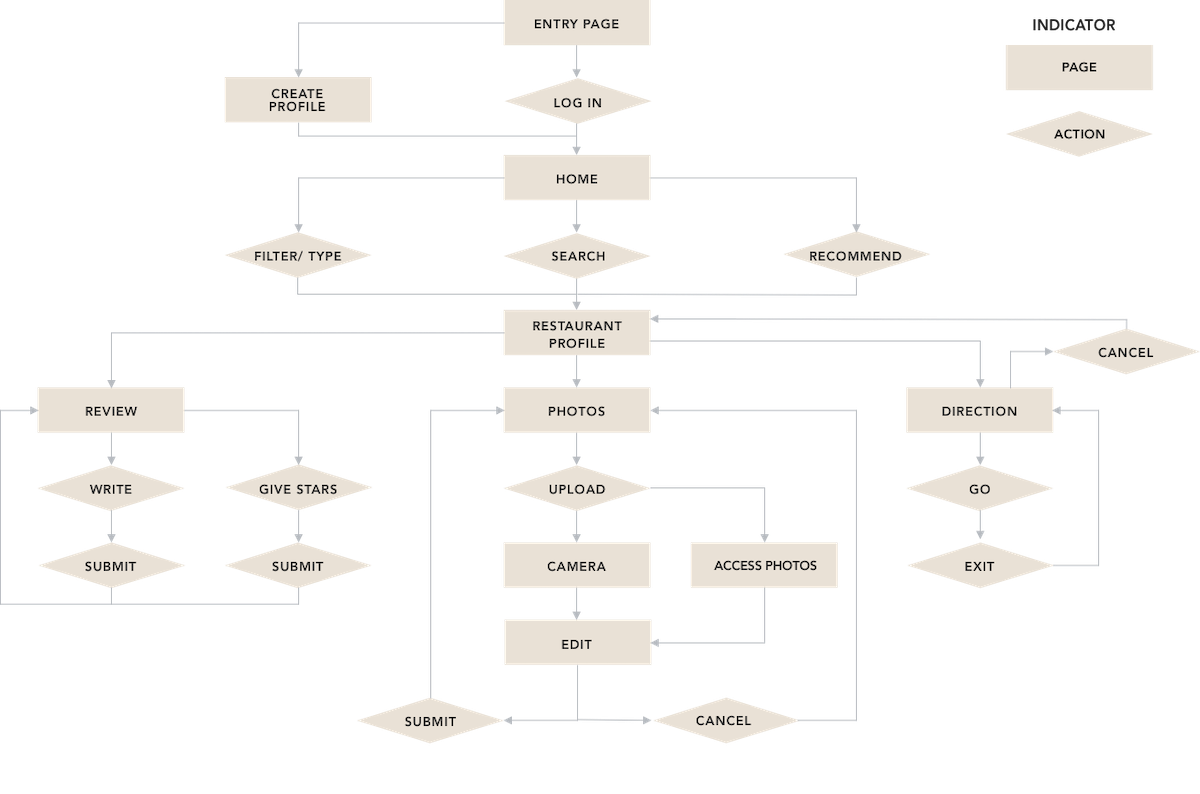 ENTRY PAGE
INDICATOR
PAGE
CREATE
PROFILE
LOG IN
ACTION
HOME
FILTER/ TYPE
SEARCH
RECOMMEND
RESTAURANT
PROFILE
CANCEL
REVIEW
PHOTOS
DIRECTION
WRITE
GIVE STARS
UPLOAD
GO
SUBMIT
SUBMIT
CAMERA
ACCESS PHOTOS
EXIT
EDIT
SUBMIT
CANCEL